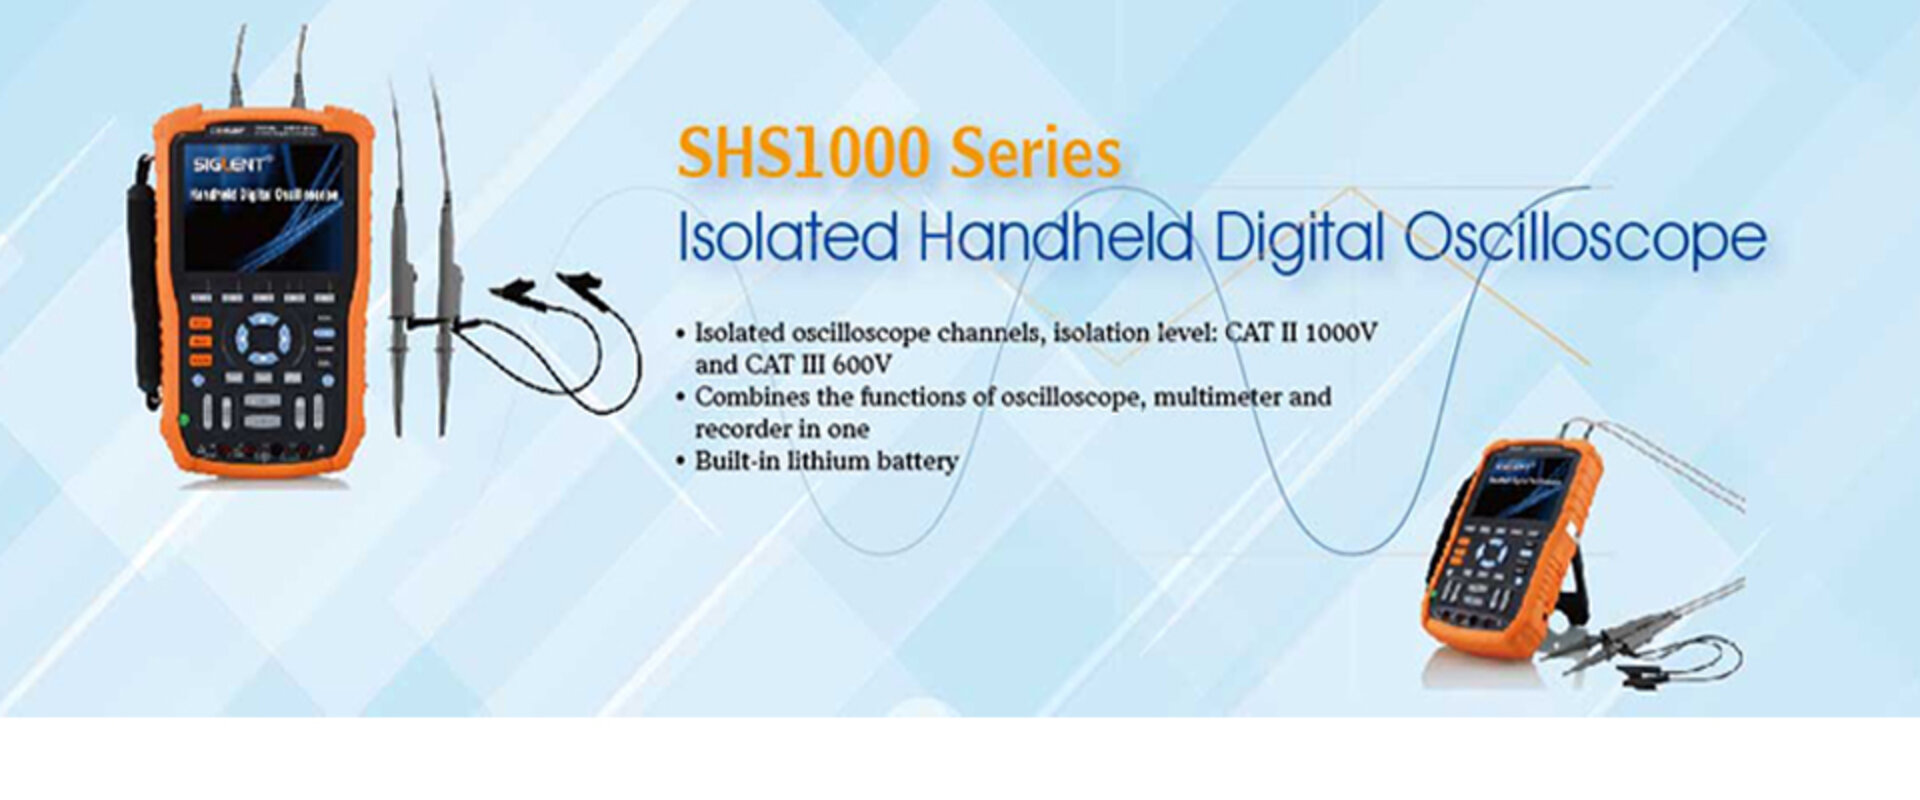 SIGLENT
Handheld Digital Oscilloscope
SHS1000 Series
Isolated Handheld Digital Oscilloscope
• Isolated oscilloscope channels, isolation level: CAT II 1000V
and CAT III 600V
• Combines the functions of oscilloscope, multimeter and
recorder in one
• Built-in lithium battery
SIGLENT